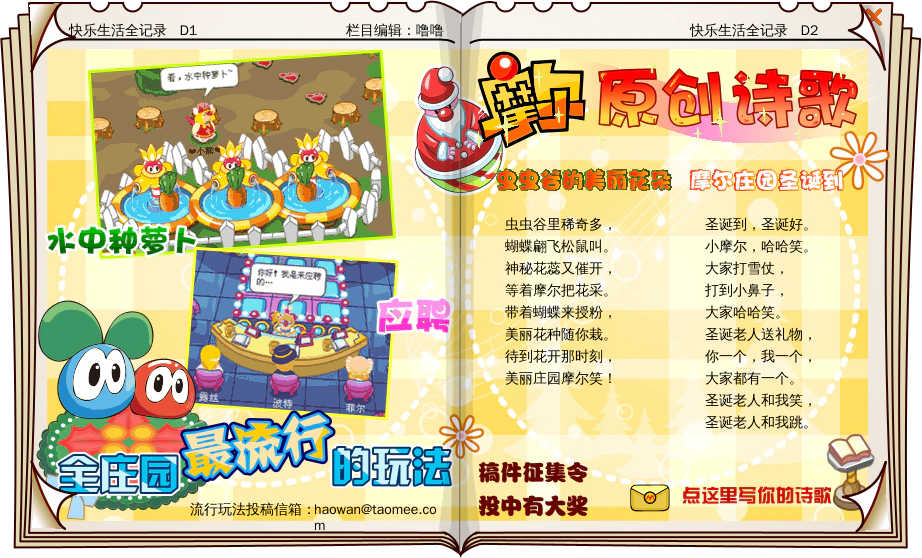 快乐生活全记录 D1
栏目编辑：噜噜
看，水中种萝卜~
❤小熊❤
水中种萝卜
你好！我是来应聘
的…
应聘
露丝
波特
菲尔
全庄园最流行的玩法
流行玩法投稿信箱：haowan@taomee.co
m
快乐生活全记录 D2
摩尔原创诗歌
虫虫谷的美丽花朵
虫虫谷里稀奇多，
蝴蝶翩飞松鼠叫。
神秘花蕊又催开，
等着摩尔把花采。
带着蝴蝶来授粉，
美丽花种随你栽。
待到花开那时刻，
美丽庄园摩尔笑！
摩尔庄园圣诞到
圣诞到，圣诞好。
小摩尔，哈哈笑。
大家打雪仗，
打到小鼻子，
大家哈哈笑。
圣诞老人送礼物，
你一个，我一个，
大家都有一个。
圣诞老人和我笑，
圣诞老人和我跳。
稿件征集令
投中有大奖
点这里写你的诗歌